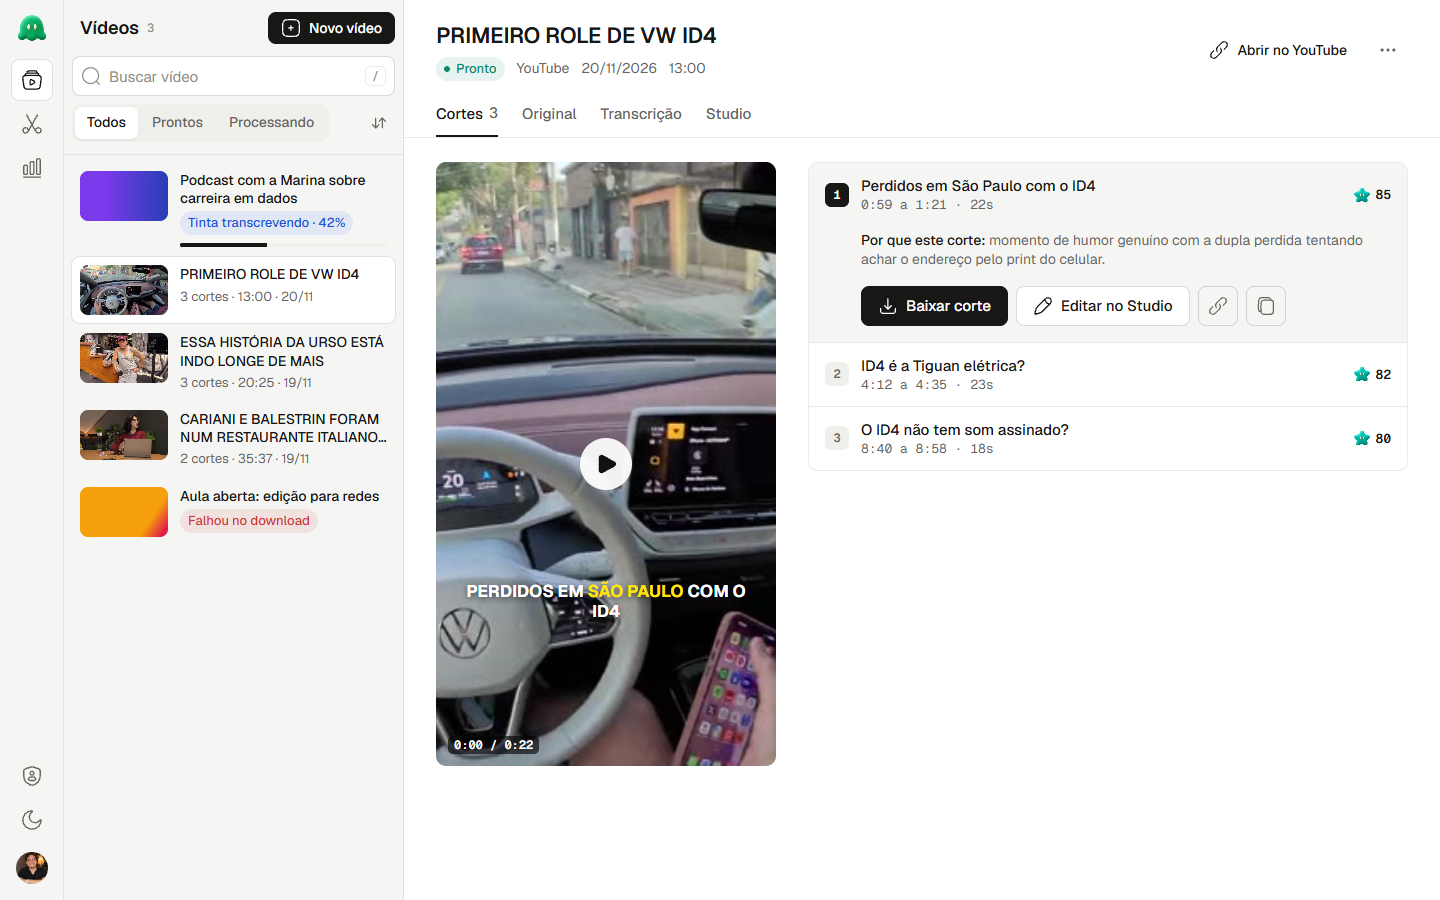 Vídeos 3
Novo vídeo
Buscar vídeo /
Todos Prontos Processando
Podcast com a Marina sobre
carreira em dados
Tinta transcrevendo · 42%
PRIMEIRO ROLE DE VW ID4
3 cortes · 13:00 · 20/11
ESSA HISTÓRIA DA URSO ESTÁ
INDO LONGE DE MAIS
3 cortes · 20:25 · 19/11
CARIANI E BALESTRIN FORAM
NUM RESTAURANTE ITALIANO...
2 cortes · 35:37 · 19/11
Aula aberta: edição para redes
Falhou no download
PRIMEIRO ROLE DE VW ID4
Pronto YouTube 20/11/2026 13:00
Abrir no YouTube
Cortes 3 Original Transcrição Studio
20
PERDIDOS EM SÃO PAULO COM O
ID4
0:00 / 0:22
1 Perdidos em São Paulo com o ID4 85
0:59 a 1:21 · 22s
Por que este corte: momento de humor genuíno com a dupla perdida tentando
achar o endereço pelo print do celular.
Baixar corte Editar no Studio
2 ID4 é a Tiguan elétrica? 82
4:12 a 4:35 · 23s
3 O ID4 não tem som assinado? 80
8:40 a 8:58 · 18s